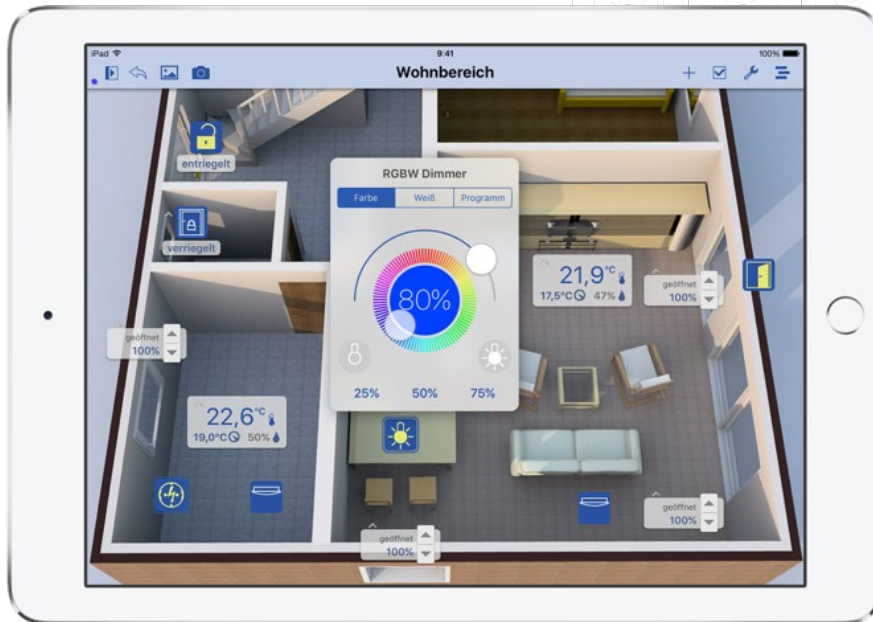 iPad 9:41 100%
Wohnbereich
entriegelt
verriegelt
RGBW Dimmer
Farbe Weiß Programm
80%
25% 50% 75%
21,9°C
17,5°C 47%
geöffnet
100%
geöffnet
100%
22,6°C
19,0°C 50%
geöffnet
100%
geöffnet
100%